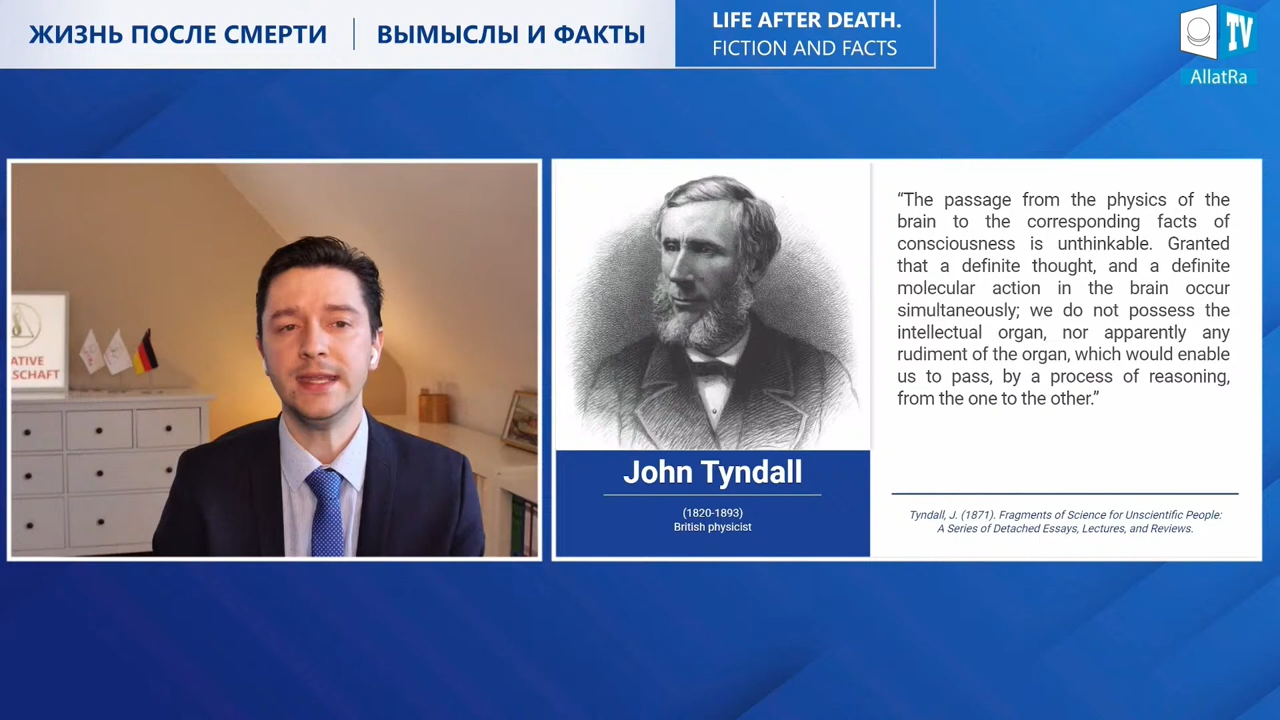 ЖИЗНЬ ПОСЛЕ СМЕРТИ
ВЫМЫСЛЫ И ФАКТЫ
LIFE AFTER DEATH.
FICTION AND FACTS
TV
AllatRa
ATIVE
SCHAFT
“The passage from the physics of the
brain to the corresponding facts of
consciousness is unthinkable. Granted
that a definite thought, and a definite
molecular action in the brain occur
simultaneously; we do not possess the
intellectual organ, nor apparently any
rudiment of the organ, which would enable
us to pass, by a process of reasoning,
from the one to the other.”
John Tyndall
(1820-1893)
British physicist
Tyndall, J. (1871). Fragments of Science for Unscientific People:
A Series of Detached Essays, Lectures, and Reviews.